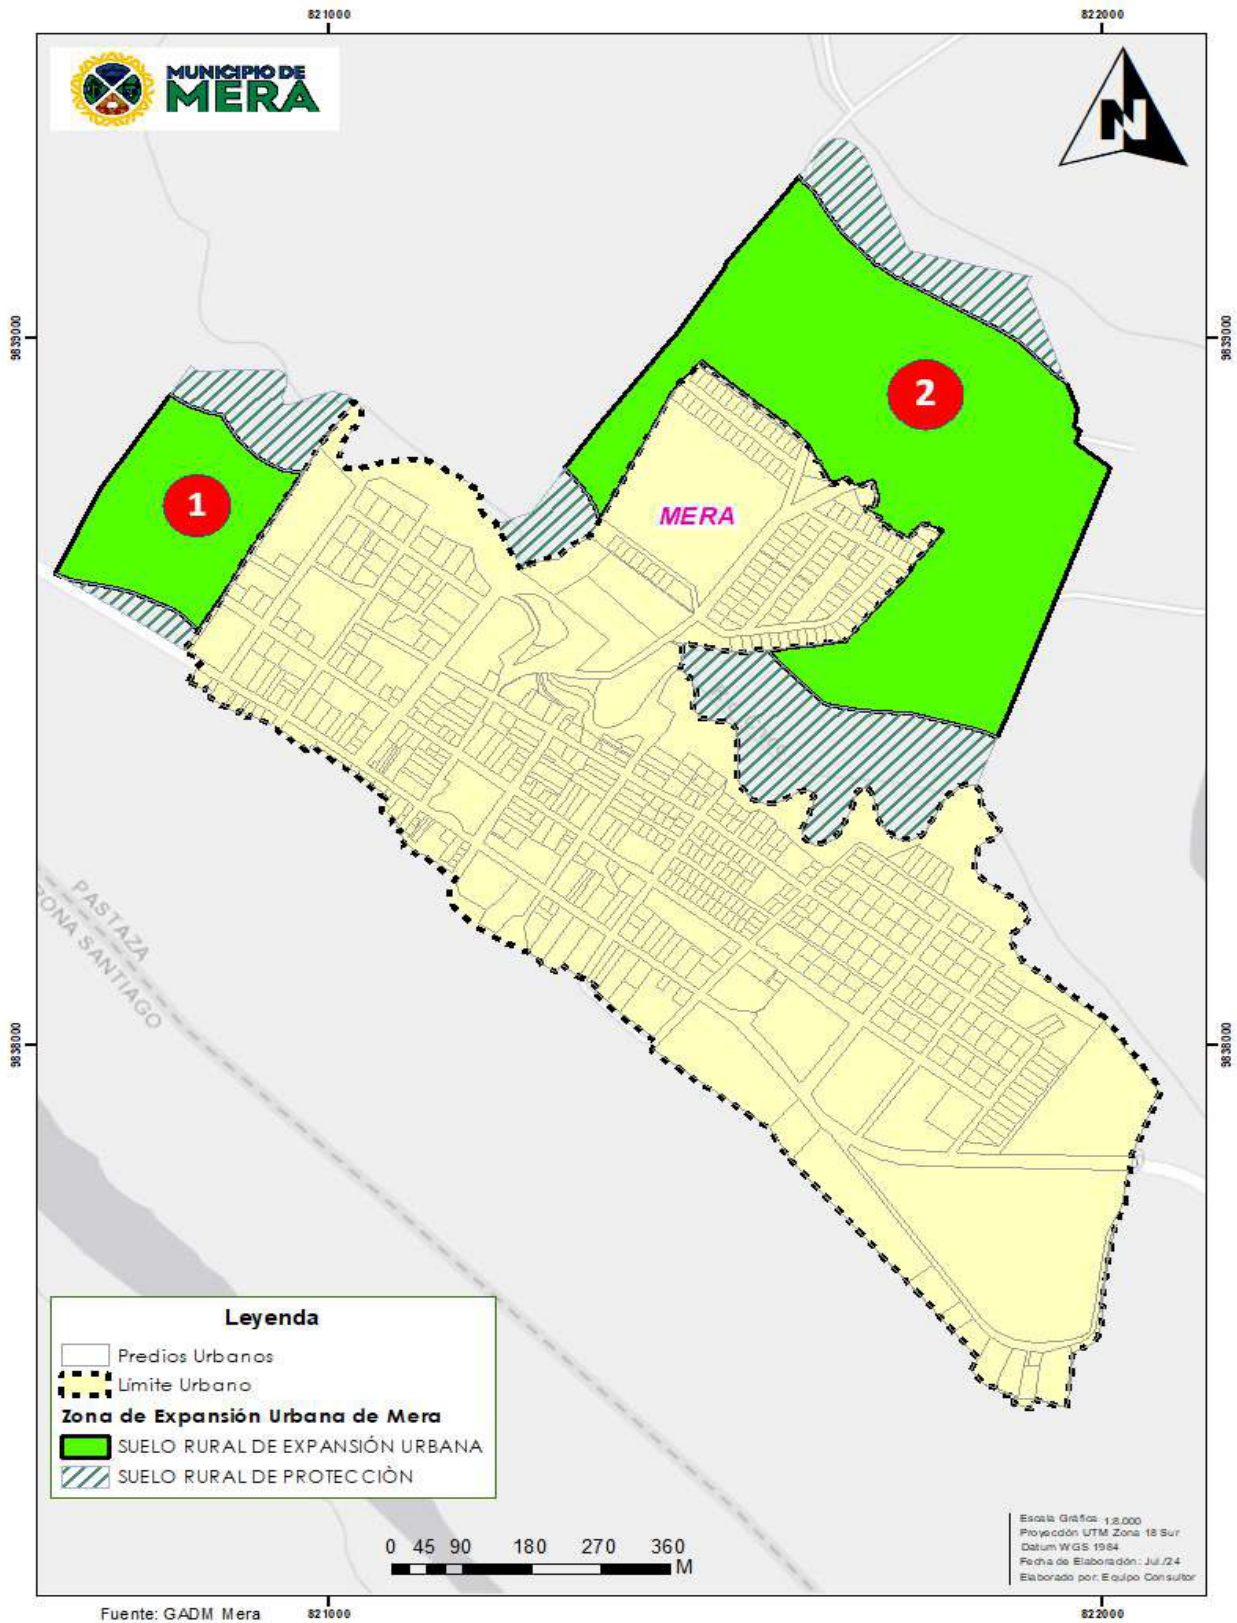 821000
822000
MUNICIPIO DE
MERA
N
9839000
9839000
2
1
MERA
PASTAZA
RONA SANTIAGO
9838000
9838000
Leyenda
Predios Urbanos
Límite Urbano
Zona de Expansión Urbana de Mera
SUELO RURAL DE EXPANSIÓN URBANA
SUELO RURAL DE PROTECCIÒN
0 45 90 180 270 360
M
Escala Gráfica 1:8.000
Proyección UTM Zona 18 Sur
Datum WGS 1984
Fecha de Elaboración: Jul./24
Elaborado por: Equipo Consultor
Fuente: GADM Mera
821000
822000